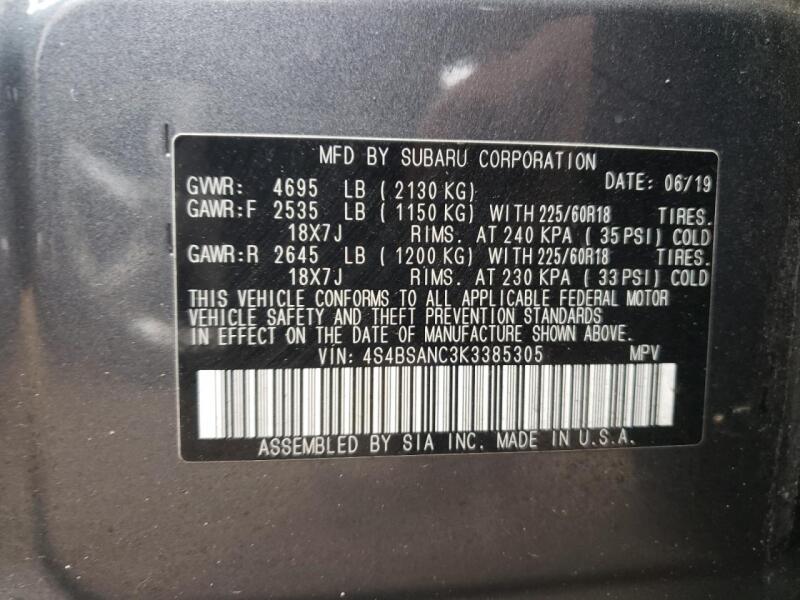 MFD BY SUBARU CORPORATION
GVWR: 4695 LB ( 2130 KG) DATE: 06/19
GAWR:F 2535 LB ( 1150 KG) WITH 225/60R18 TIRES.
18X7J RIMS. AT 240 KPA ( 35 PSI) COLD
GAWR:R 2645 LB ( 1200 KG) WITH 225/60R18 TIRES.
18X7J RIMS. AT 230 KPA ( 33 PSI) COLD
THIS VEHICLE CONFORMS TO ALL APPLICABLE FEDERAL MOTOR
VEHICLE SAFETY AND THEFT PREVENTION STANDARDS
IN EFFECT ON THE DATE OF MANUFACTURE SHOWN ABOVE.
VIN: 4S4BSANC3K3385305 MPV
ASSEMBLED BY SIA INC. MADE IN U.S.A.